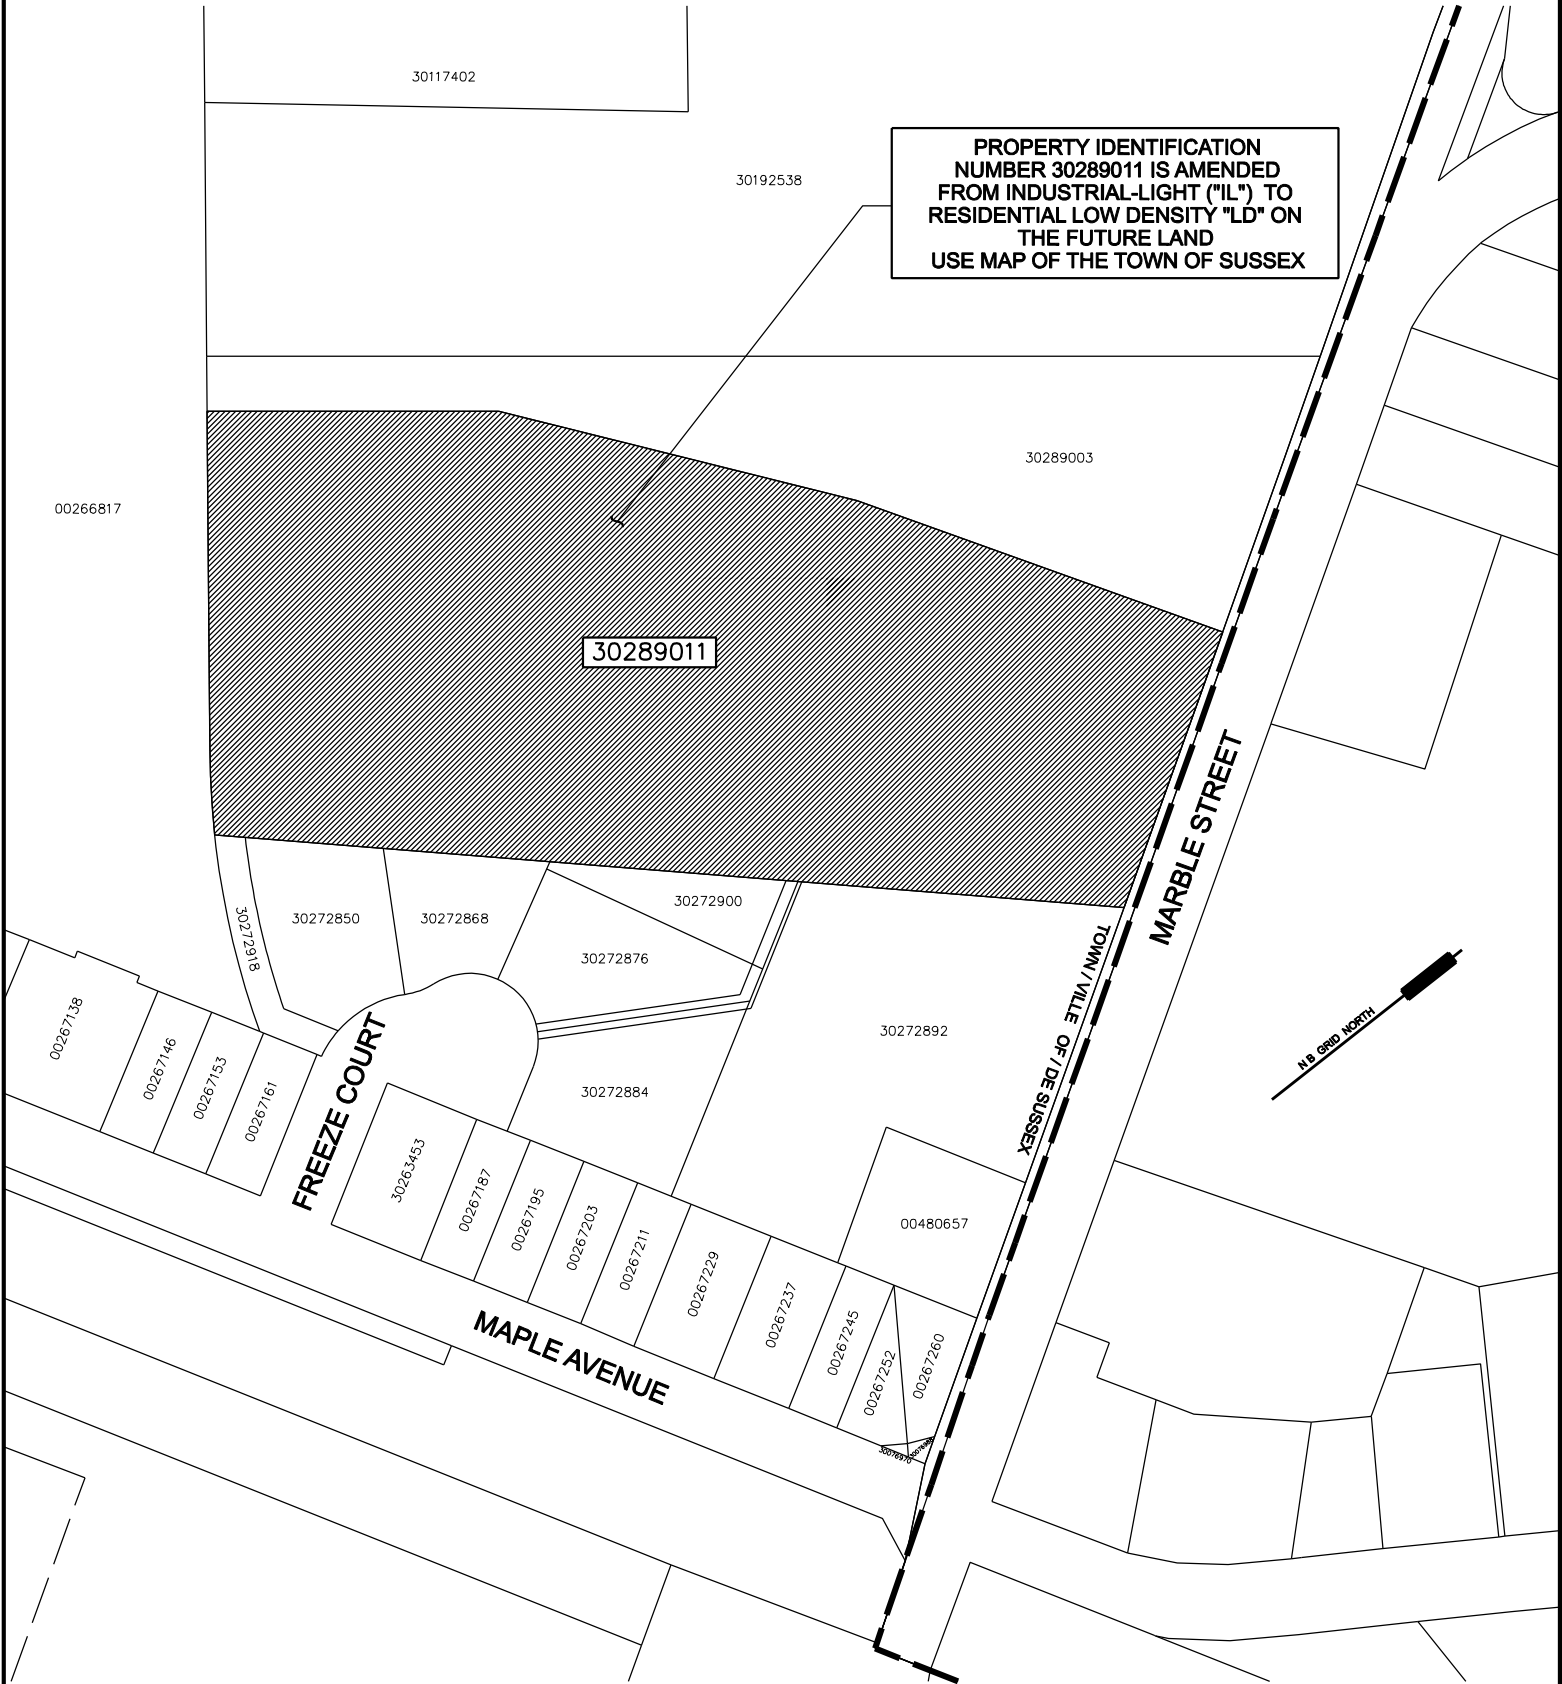 30117402
30192538
PROPERTY IDENTIFICATION
NUMBER 30289011 IS AMENDED
FROM INDUSTRIAL-LIGHT ("IL") TO
RESIDENTIAL LOW DENSITY "LD" ON
THE FUTURE LAND
USE MAP OF THE TOWN OF SUSSEX
30289003
00266817
30289011
MARBLE STREET
30272918
30272850
30272868
30272900
30272876
TOWN / VILLE OF / DE SUSSEX
N B GRID NORTH
30272892
30272884
00267138
00267146
00267153
00267161
FREEZE COURT
30263453
00267187
00267195
00267203
00267211
00267229
00267237
00267245
00267252
00267260
00480657
MAPLE AVENUE
30076970